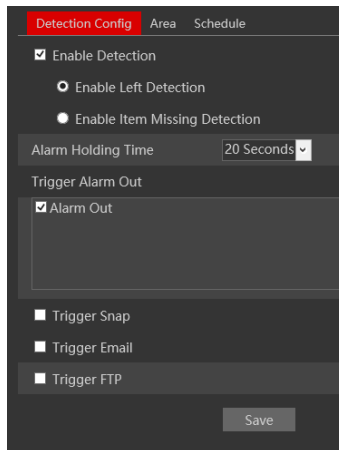 Detection Config Area Schedule
Enable Detection
Enable Left Detection
Enable Item Missing Detection
Alarm Holding Time 20 Seconds
Trigger Alarm Out
Alarm Out
Trigger Snap
Trigger Email
Trigger FTP
Save